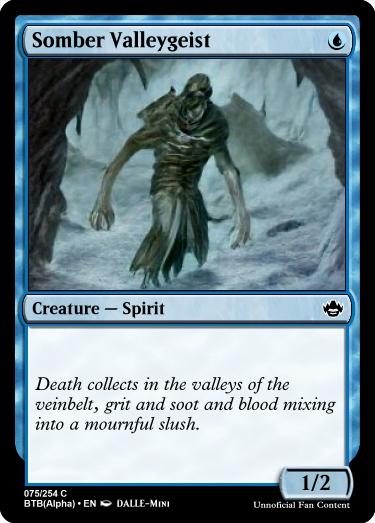 Somber Valleygeist
Creature — Spirit
Death collects in the valleys of the
veinbelt, grit and soot and blood mixing
into a mournful slush.
1/2
075/254 C
BTB(Alpha) • EN DALLE-Mini
Unnofficial Fan Content